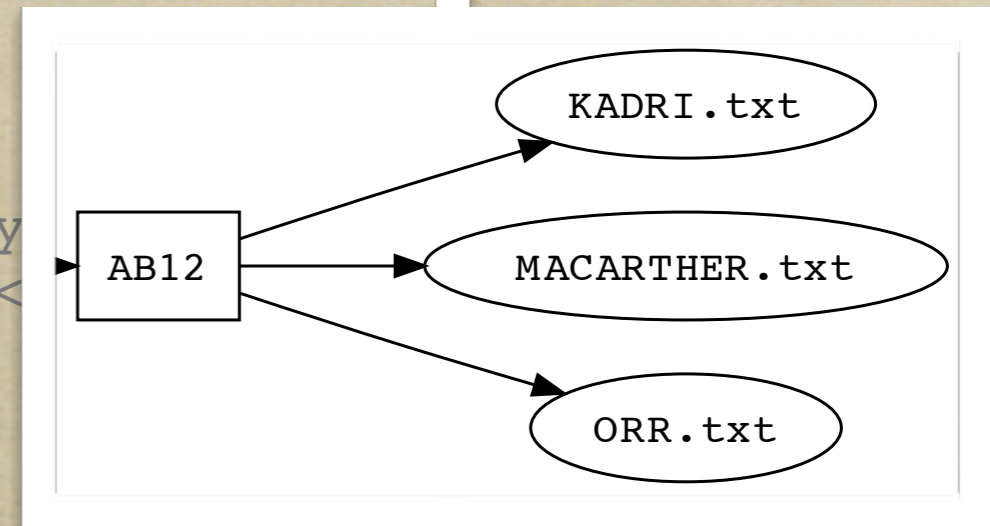 KADRI.txt
y
AB12
MACARTHER.txt
<
ORR.txt